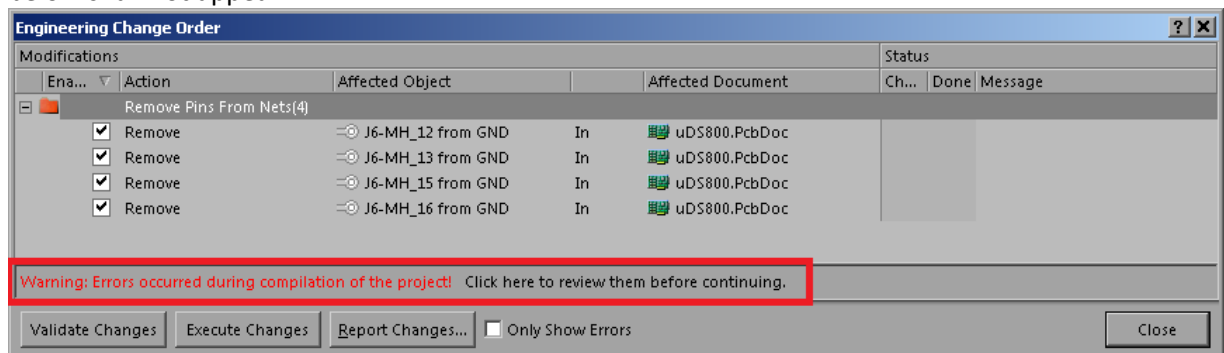 Engineering Change Order
Modifications Status
Ena... Action Affected Object Affected Document Ch... Done Message
Remove Pins From Nets(4)
Remove J6-MH_12 from GND In uDS800.PcbDoc
Remove J6-MH_13 from GND In uDS800.PcbDoc
Remove J6-MH_15 from GND In uDS800.PcbDoc
Remove J6-MH_16 from GND In uDS800.PcbDoc
Warning: Errors occurred during compilation of the project! Click here to review them before continuing.
Validate Changes Execute Changes Report Changes... Only Show Errors Close